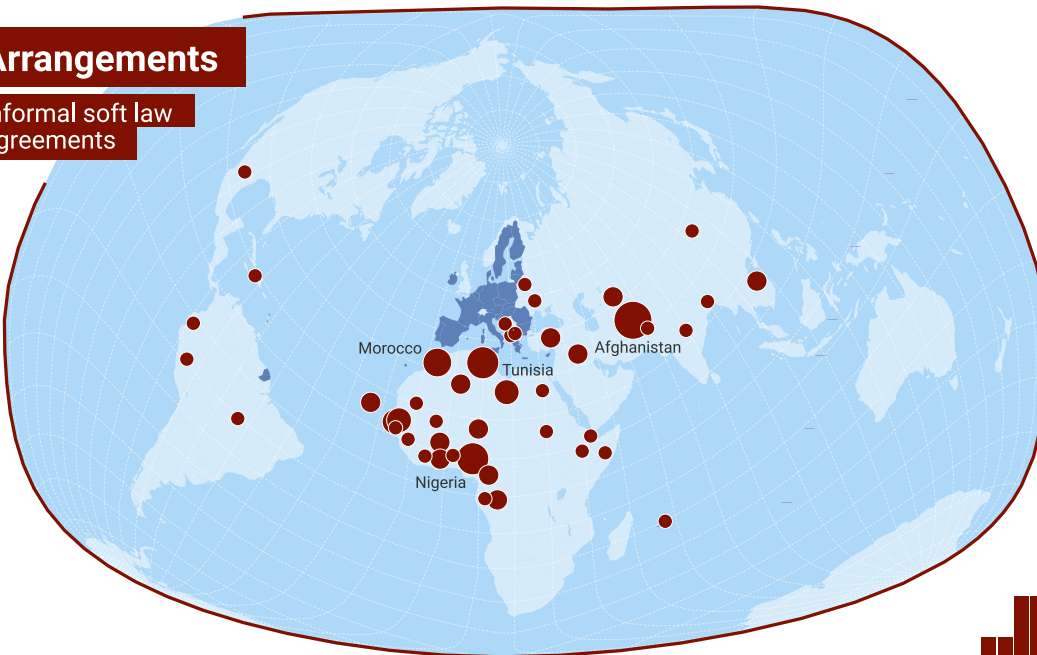 Arrangements
nformal soft law
greements
Morocco
Tunisia
Afghanistan
Nigeria